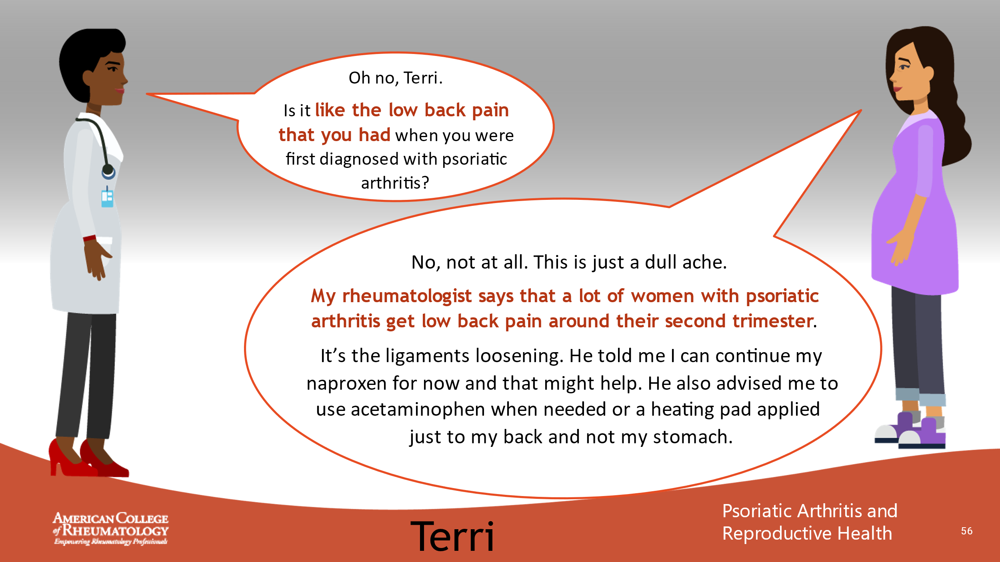 Oh no, Terri.
Is it like the low back pain
that you had when you were
first diagnosed with psoriatic
arthritis?
No, not at all. This is just a dull ache.
My rheumatologist says that a lot of women with psoriatic
arthritis get low back pain around their second trimester.
It’s the ligaments loosening. He told me I can continue my
naproxen for now and that might help. He also advised me to
use acetaminophen when needed or a heating pad applied
just to my back and not my stomach.
AMERICAN COLLEGE
of RHEUMATOLOGY
Empowering Rheumatology Professionals
Terri
Psoriatic Arthritis and
Reproductive Health
56